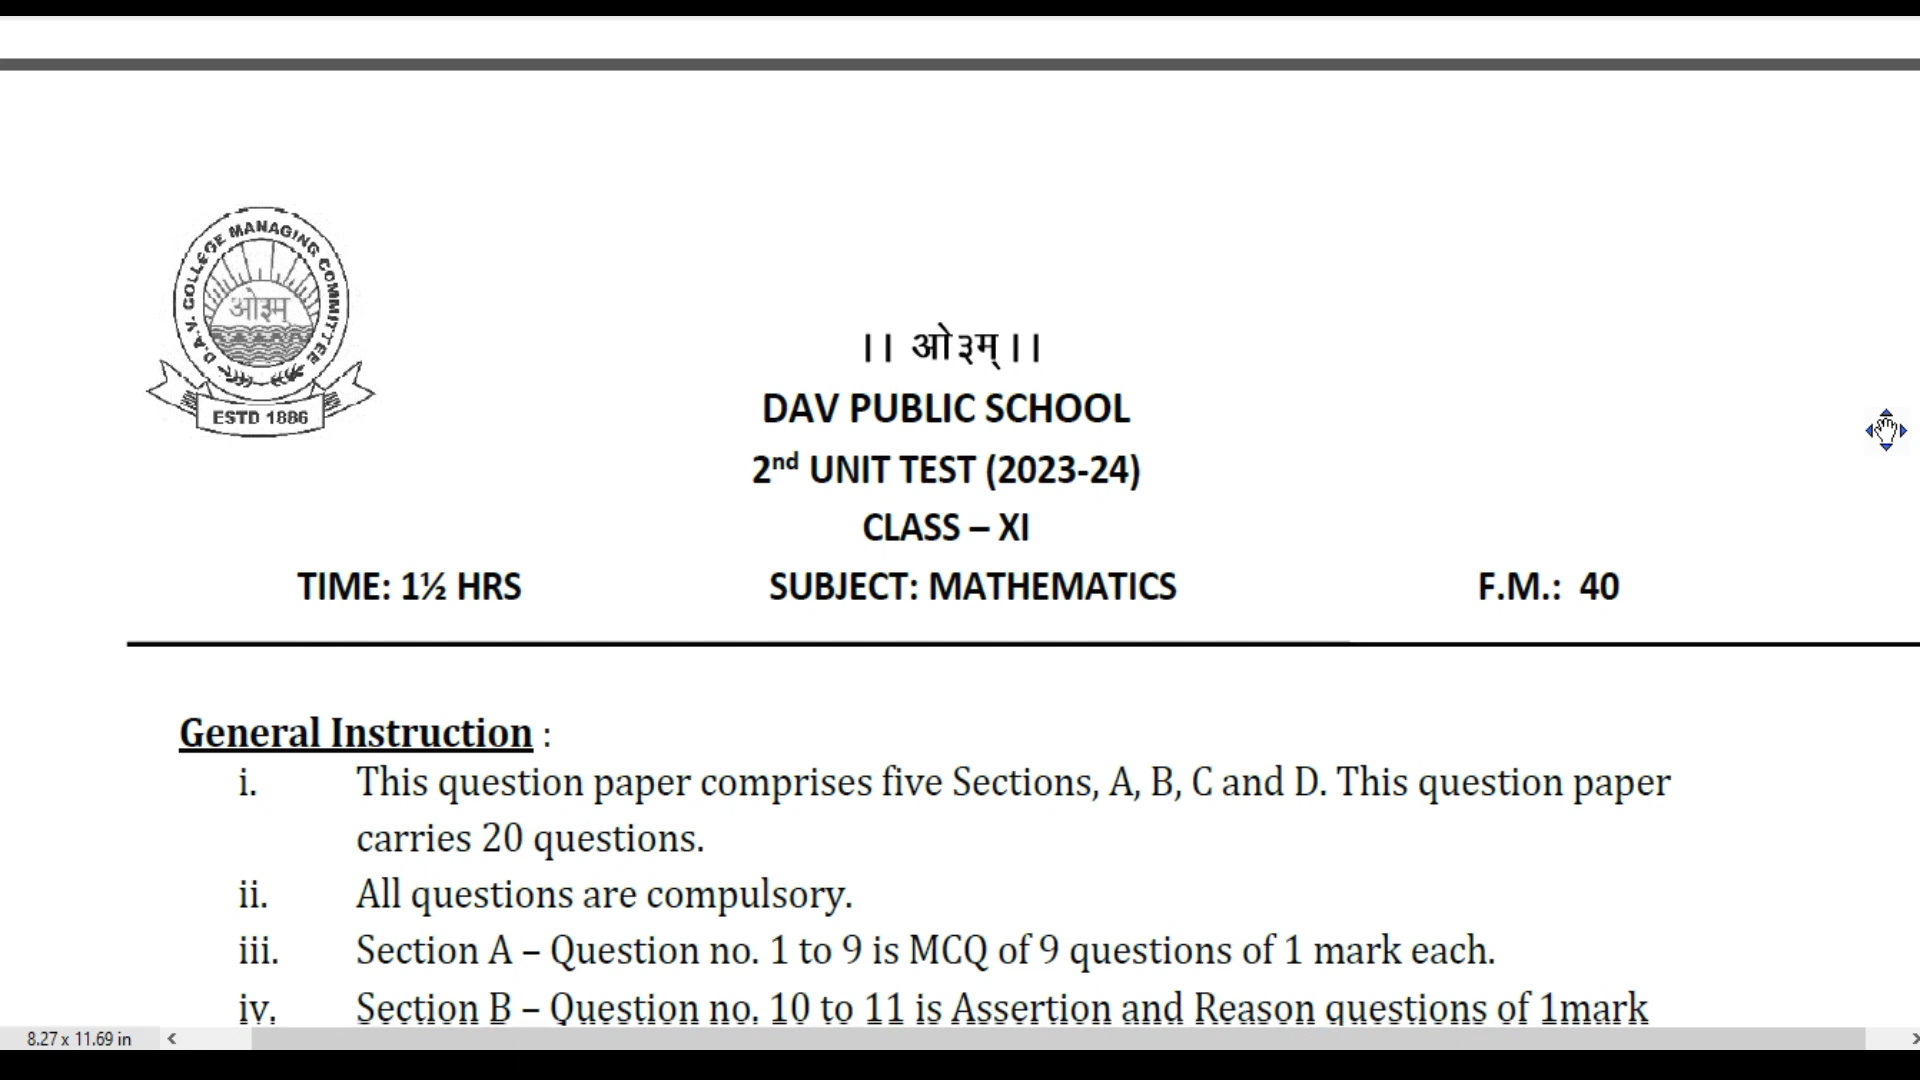 D.A.V. COLLEGE MANAGING COMMITTEE
ओ३म्
ESTD 1886
।। ओ३म् ।।
DAV PUBLIC SCHOOL
2nd UNIT TEST (2023-24)
CLASS – XI
TIME: 1½ HRS SUBJECT: MATHEMATICS F.M.: 40
General Instruction :
i. This question paper comprises five Sections, A, B, C and D. This question paper
carries 20 questions.
ii. All questions are compulsory.
iii. Section A – Question no. 1 to 9 is MCQ of 9 questions of 1 mark each.
iv. Section B – Question no. 10 to 11 is Assertion and Reason questions of 1mark
8.27 x 11.69 in